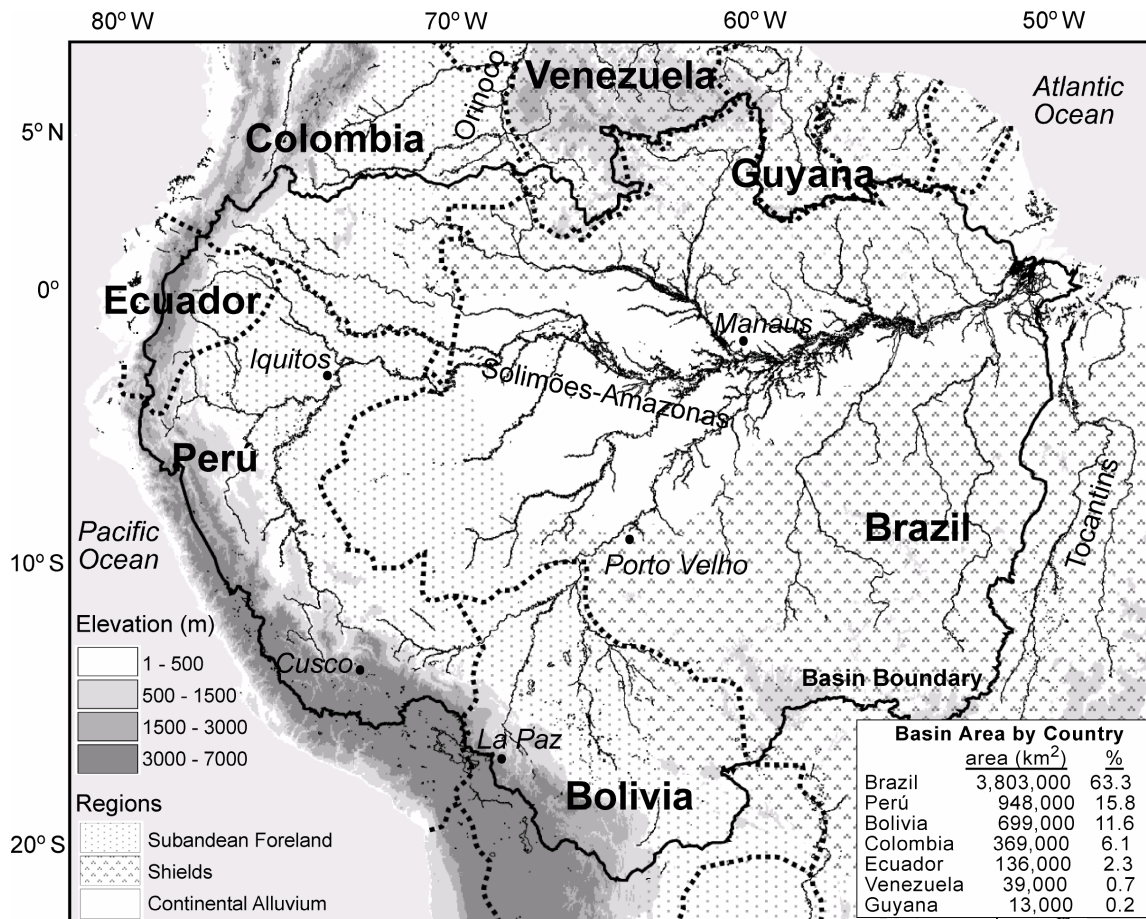 80° W 70° W 60° W 50° W
Venezuela
Atlantic
Ocean
Orinoco
5° N
Colombia
Guyana
0°
Ecuador
Manaus
Iquitos
Solimões-Amazonas
Perú
Tocantins
Brazil
Pacific
Ocean
10° S
Porto Velho
Elevation (m)
1 - 500
500 - 1500
1500 - 3000
3000 - 7000
Cusco
Basin Boundary
La Paz
Bolivia
Regions
20° S
Subandean Foreland
Shields
Continental Alluvium
Basin Area by Country
area (km²) %
Brazil 3,803,000 63.3
Perú 948,000 15.8
Bolivia 699,000 11.6
Colombia 369,000 6.1
Ecuador 136,000 2.3
Venezuela 39,000 0.7
Guyana 13,000 0.2